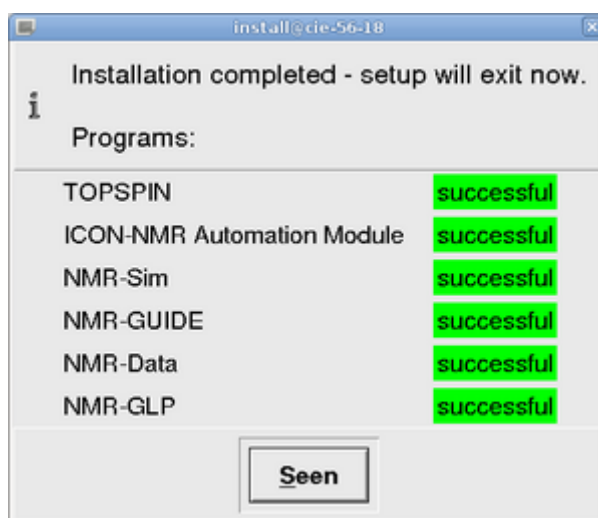 install@cie-56-18
Installation completed - setup will exit now.
Programs:
TOPSPIN successful
ICON-NMR Automation Module successful
NMR-Sim successful
NMR-GUIDE successful
NMR-Data successful
NMR-GLP successful
Seen